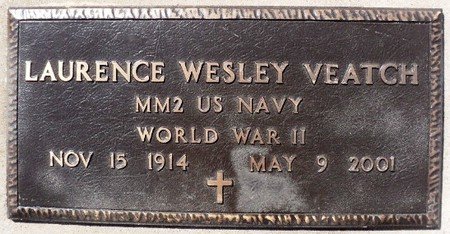 LAURENCE WESLEY VEATCH
MM2 US NAVY
WORLD WAR II
NOV 15 1914 MAY 9 2001